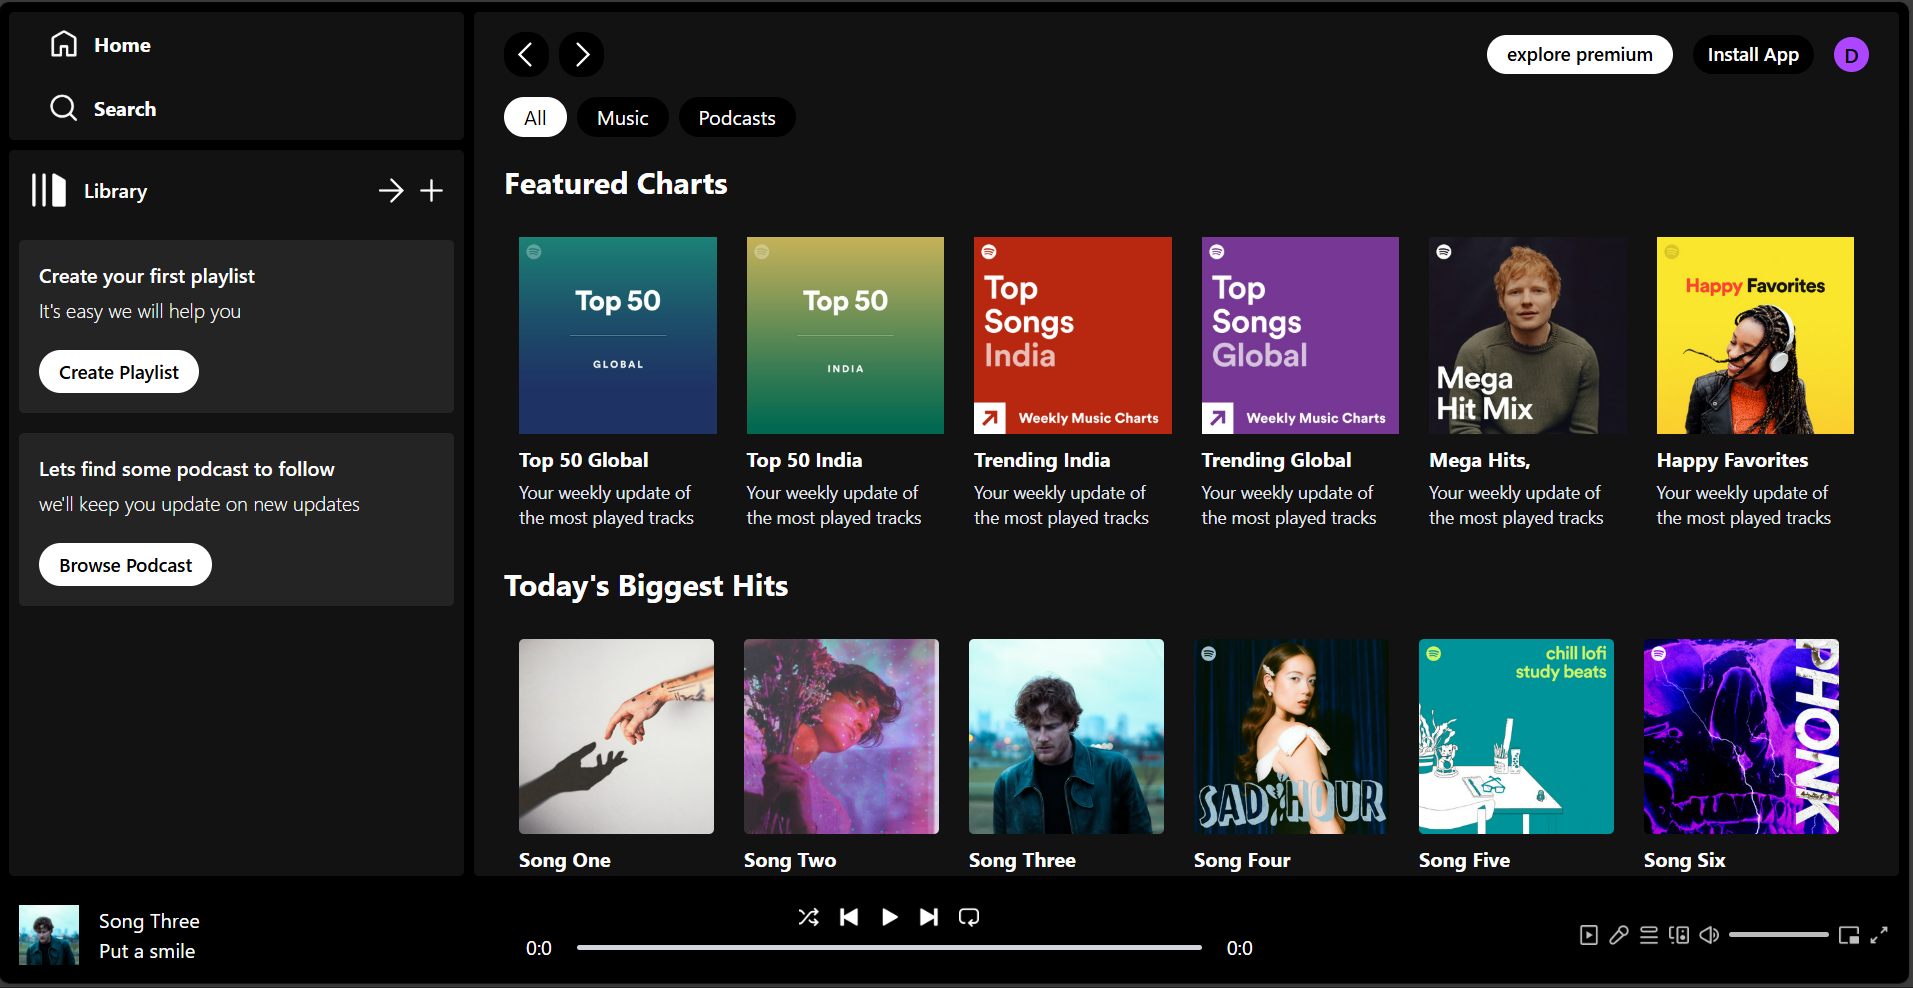 Home
Search
Library
Create your first playlist
It's easy we will help you
Create Playlist
Lets find some podcast to follow
we'll keep you update on new updates
Browse Podcast
explore premium
Install App
D
All
Music
Podcasts
Featured Charts
Top 50
GLOBAL
Top 50 Global
Your weekly update of
the most played tracks
Top 50
INDIA
Top 50 India
Your weekly update of
the most played tracks
Top
Songs
India
Weekly Music Charts
Trending India
Your weekly update of
the most played tracks
Top
Songs
Global
Weekly Music Charts
Trending Global
Your weekly update of
the most played tracks
Mega
Hit Mix
Mega Hits,
Your weekly update of
the most played tracks
Happy Favorites
Happy Favorites
Your weekly update of
the most played tracks
Today's Biggest Hits
Song One
Song Two
Song Three
SAD HOUR
Song Four
chill lofi
study beats
Song Five
PHONK
Song Six
Song Three
Put a smile
0:0
0:0